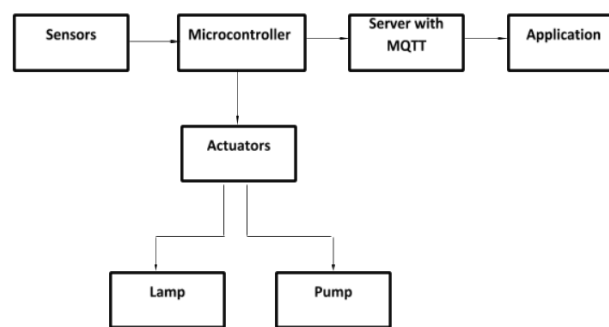 Sensors
Microcontroller
Server with
MQTT
Application
Actuators
Lamp
Pump